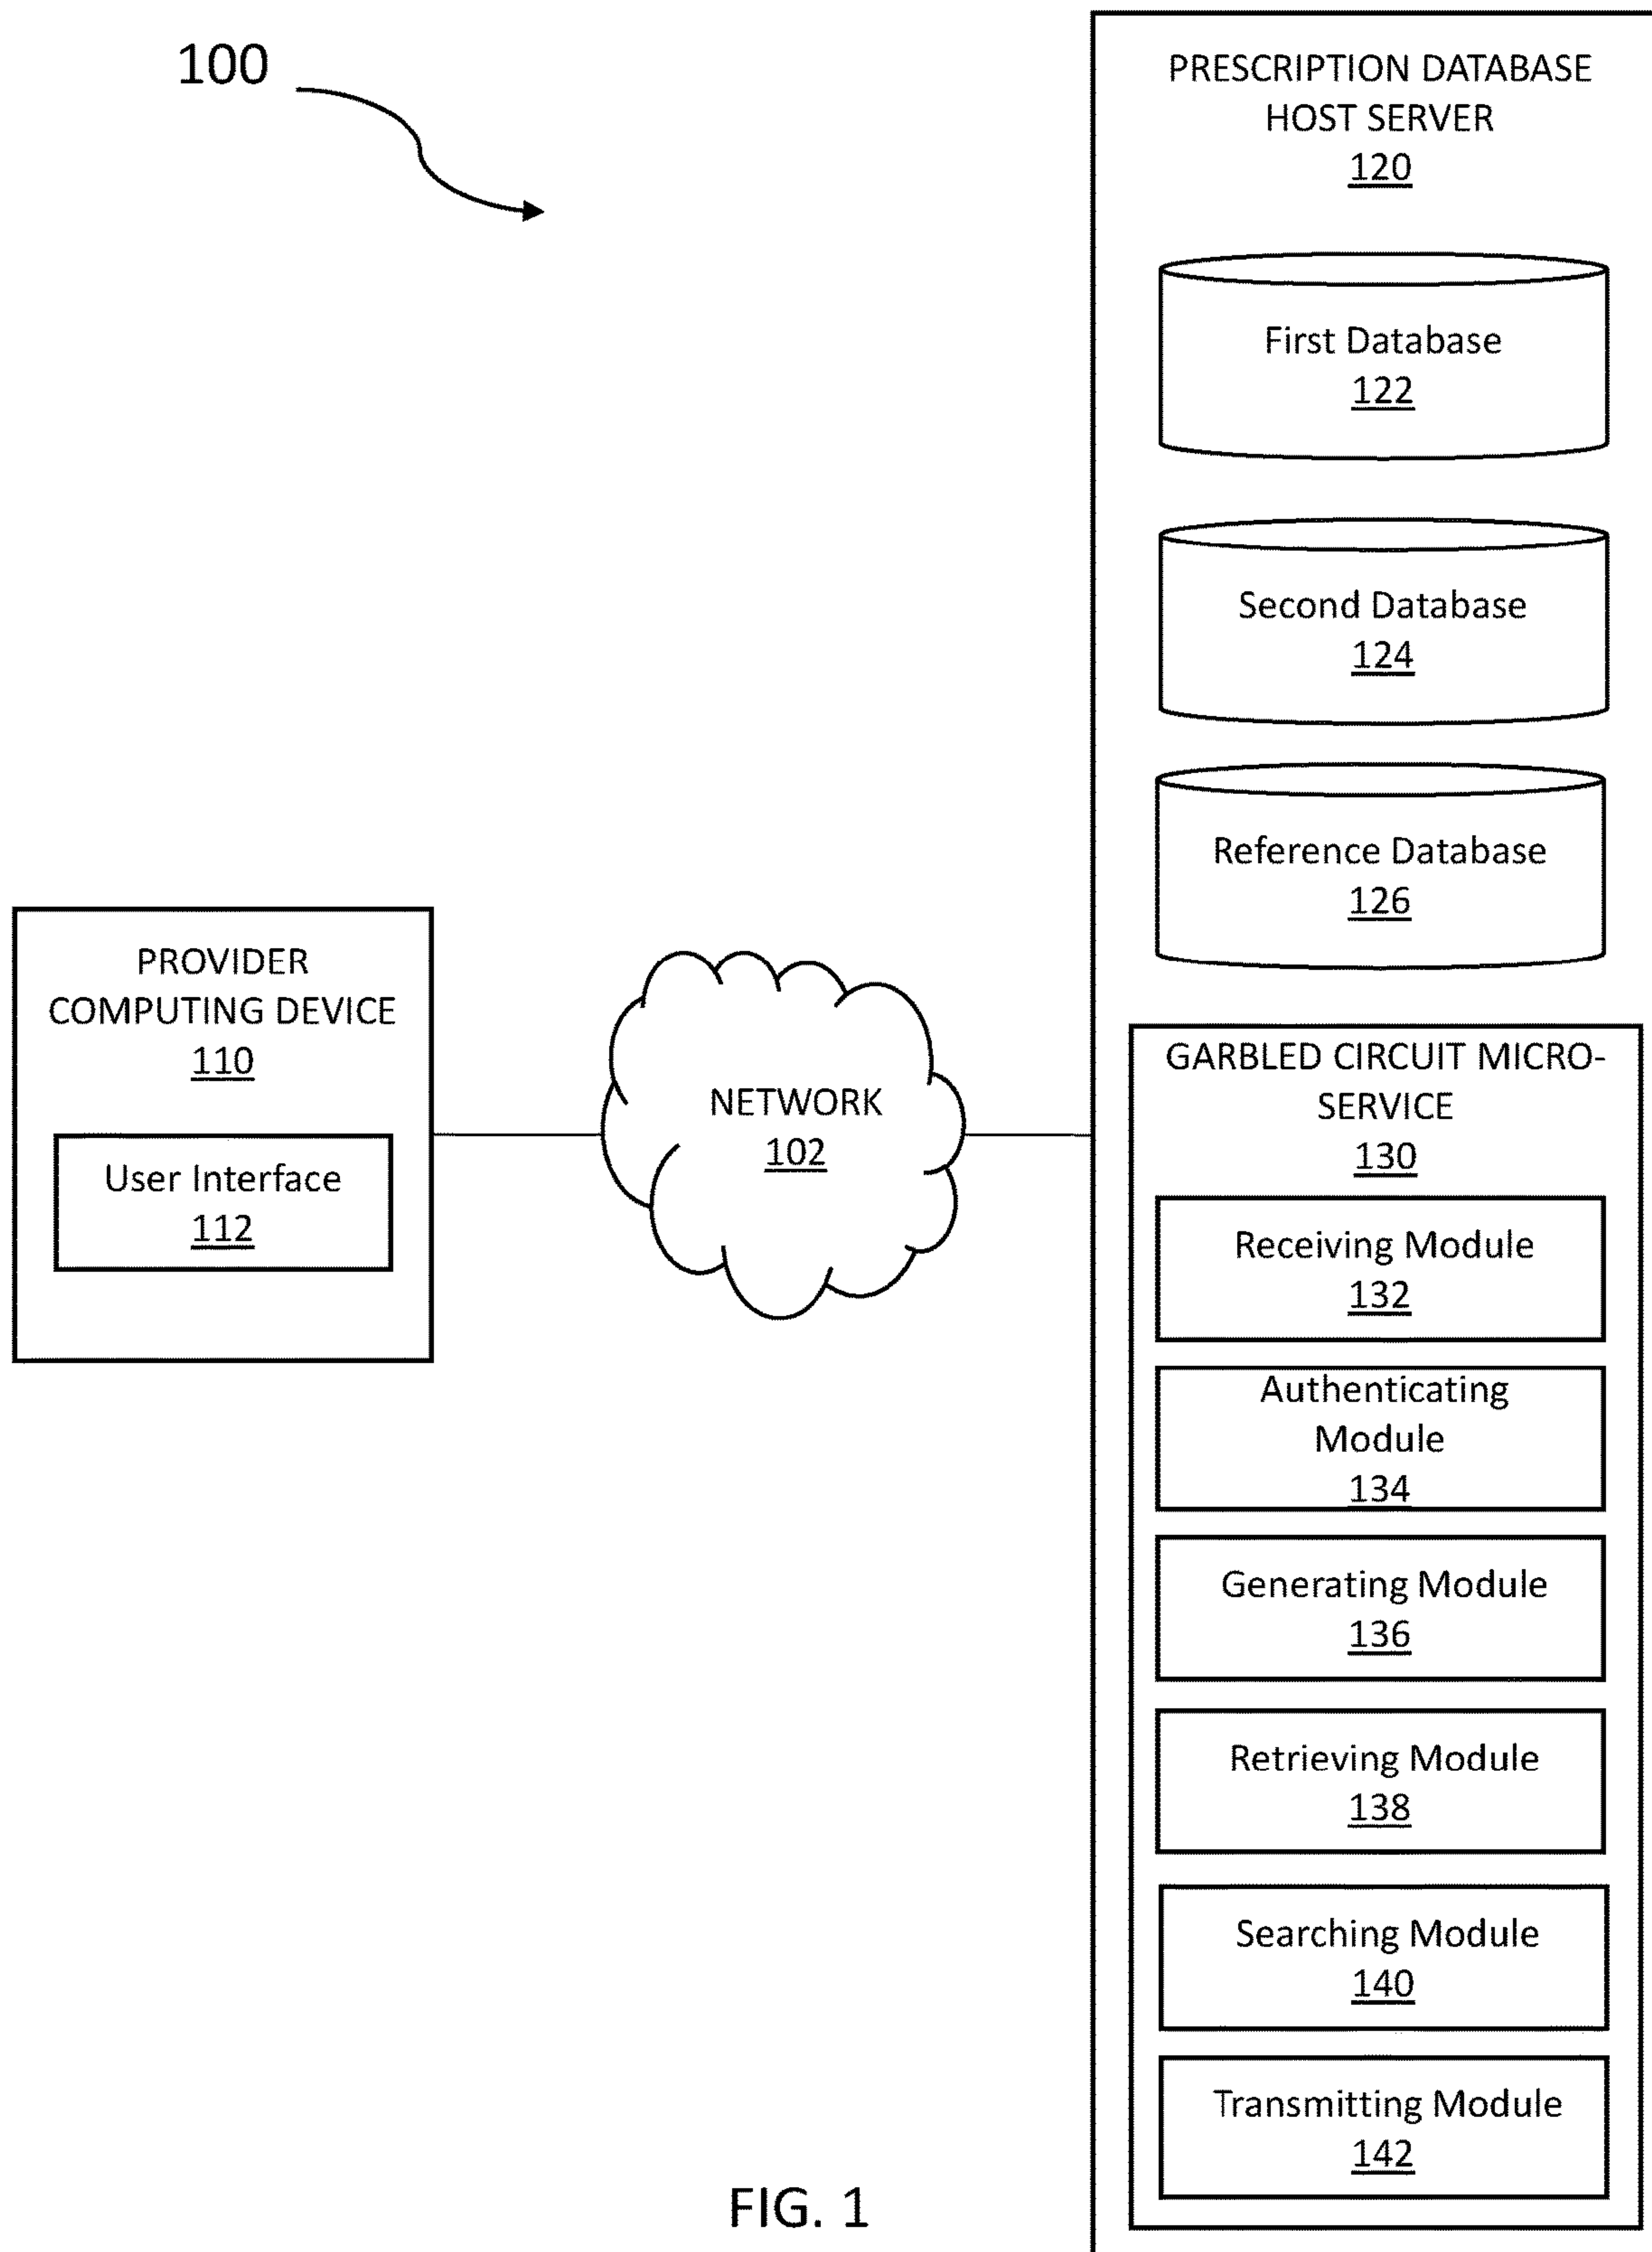 100
PRESCRIPTION DATABASE
HOST SERVER
120
First Database
122
Second Database
124
Reference Database
126
PROVIDER
COMPUTING DEVICE
110
User Interface
112
NETWORK
102
GARBLED CIRCUIT MICRO-
SERVICE
130
Receiving Module
132
Authenticating
Module
134
Generating Module
136
Retrieving Module
138
Searching Module
140
Transmitting Module
142
FIG. 1